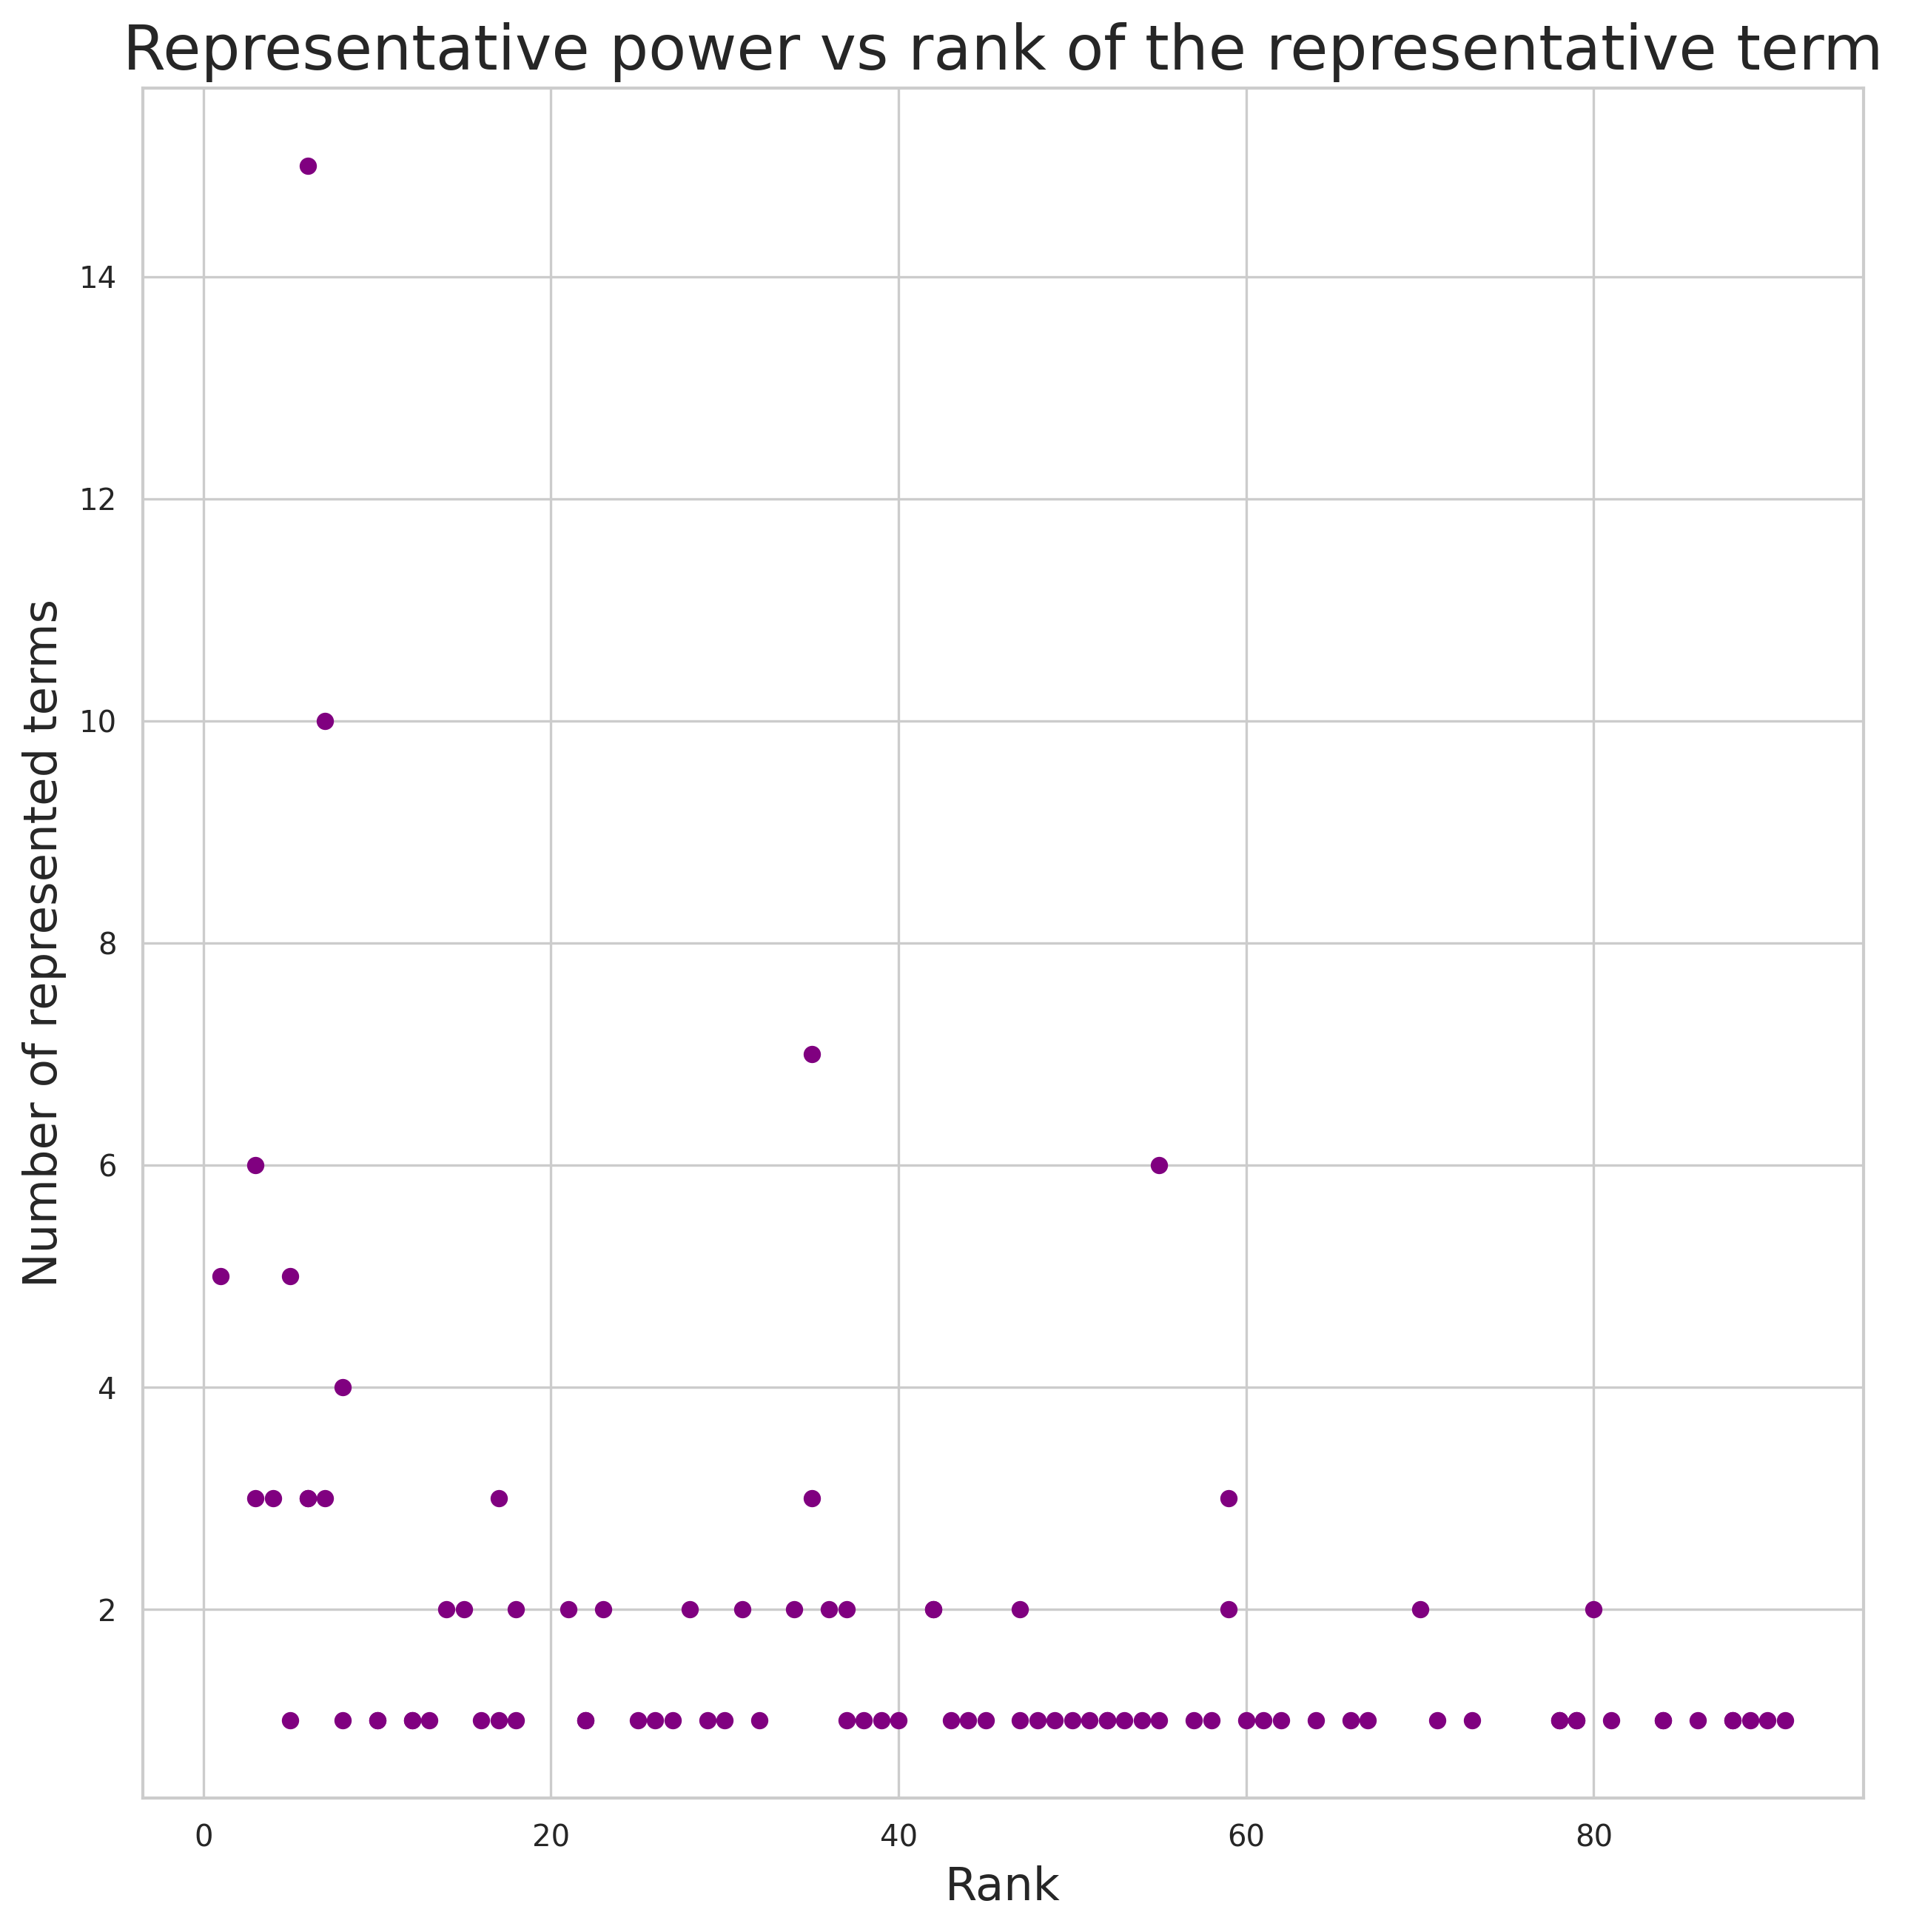 Representative power vs rank of the representative term
Number of represented terms
14
12
10
8
6
4
2
0 20 40 60 80
Rank